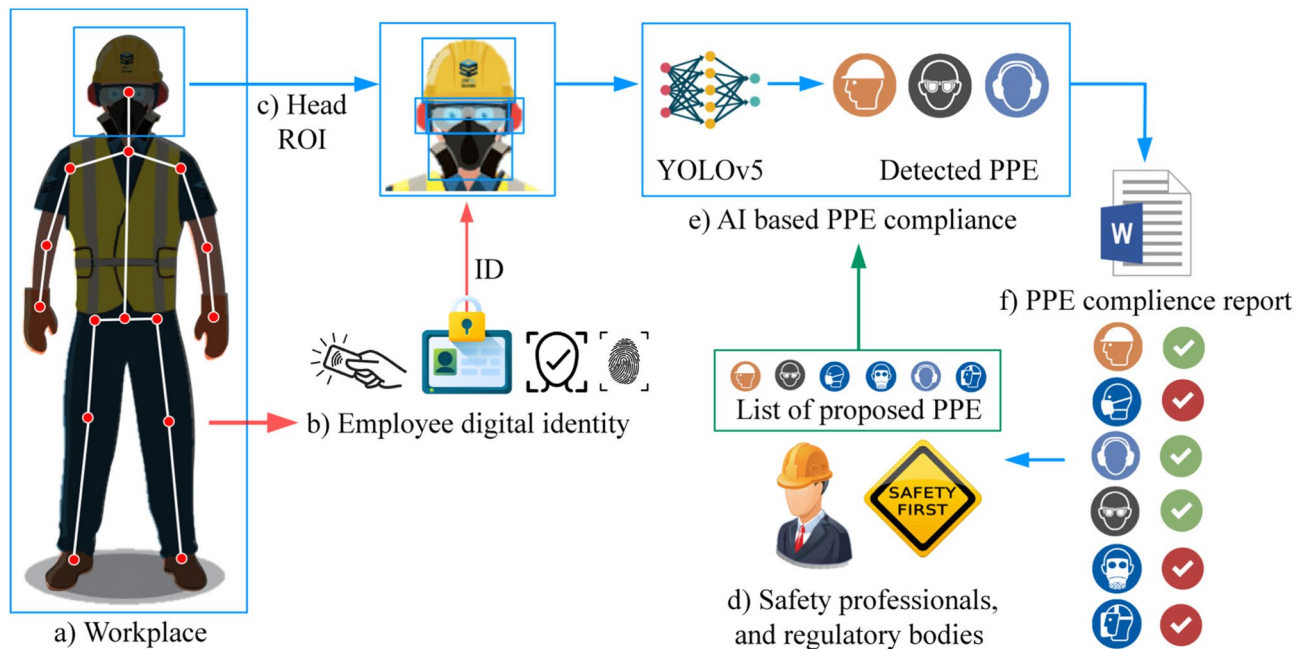 c) Head
ROI
YOLOv5
Detected PPE
e) AI based PPE compliance
W
ID
f) PPE complience report
List of proposed PPE
b) Employee digital identity
SAFETY
FIRST
d) Safety professionals,
and regulatory bodies
a) Workplace